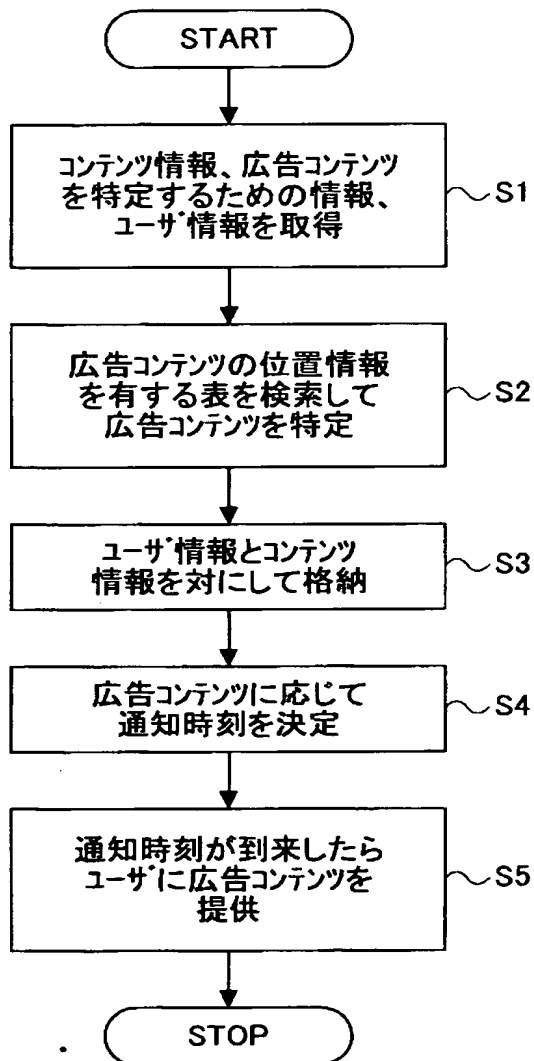 START
コンテンツ情報、広告コンテンツ
を特定するための情報、
ユーザ情報を取得
S1
広告コンテンツの位置情報
を有する表を検索して
広告コンテンツを特定
S2
ユーザ情報とコンテンツ
情報を対にして格納
S3
広告コンテンツに応じて
通知時刻を決定
S4
通知時刻が到来したら
ユーザに広告コンテンツを
提供
S5
STOP